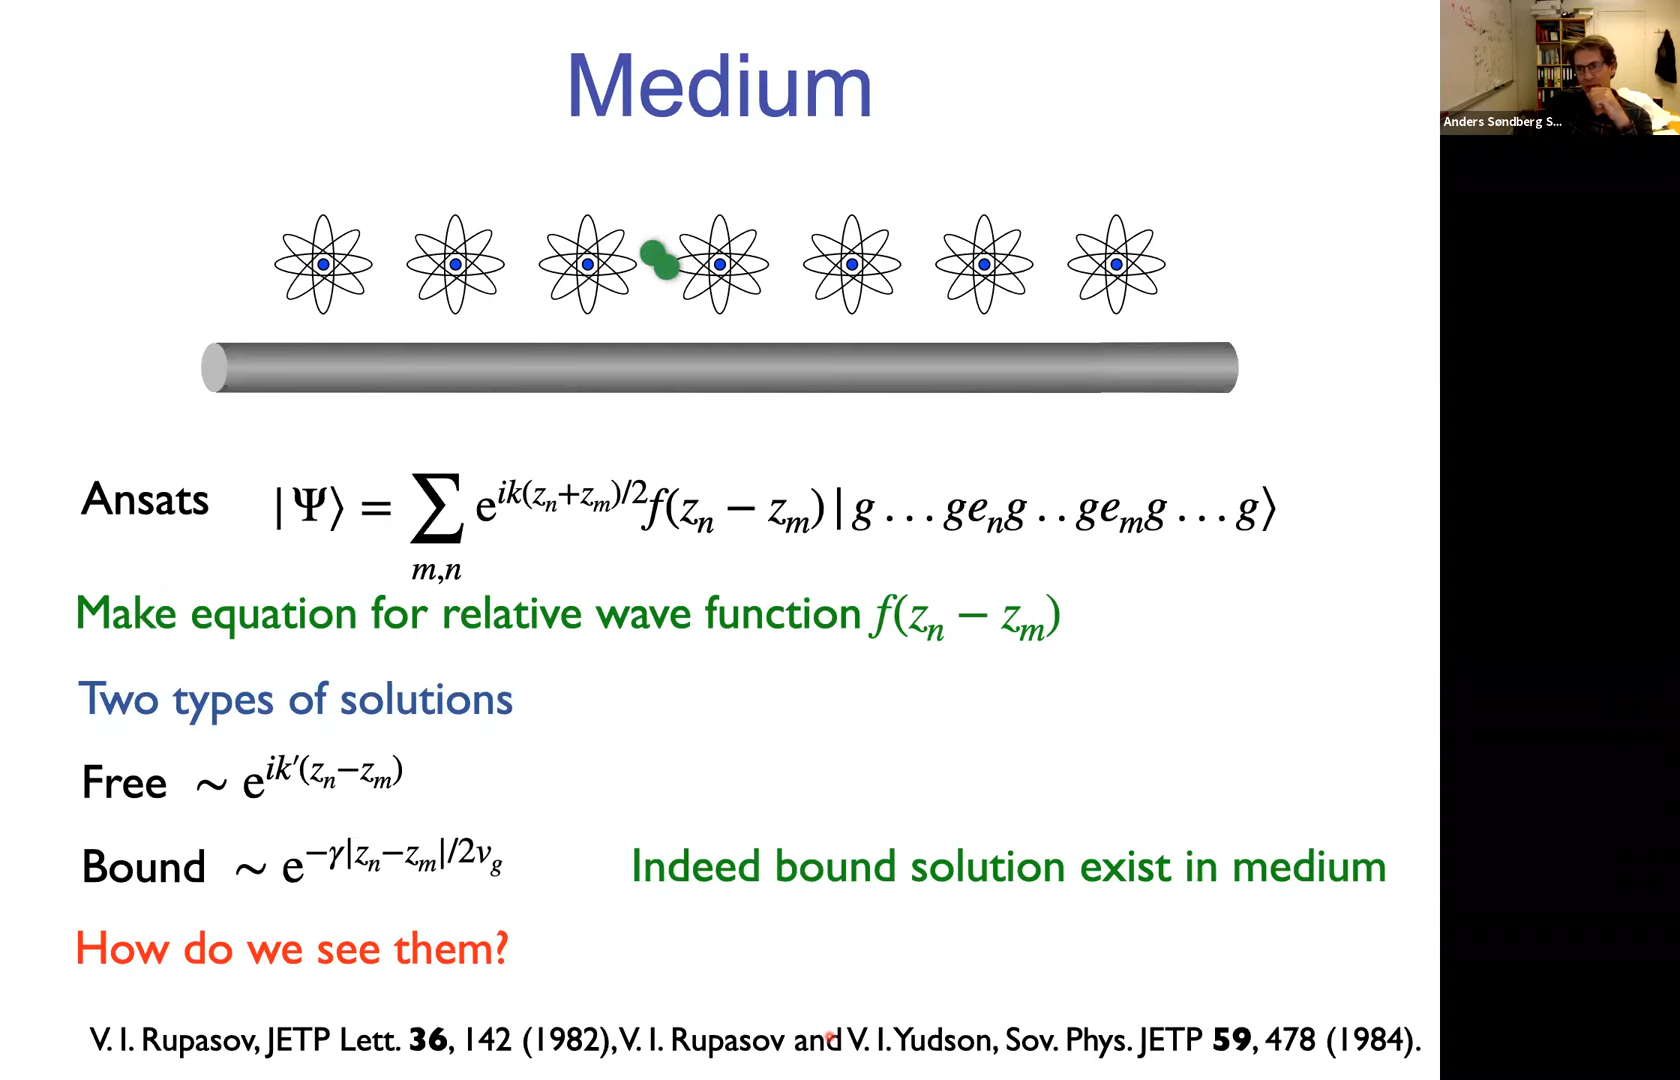 Medium
Anders Søndberg S...
Ansats |Ψ⟩ = ∑_{m,n} e^{ik(z_n+z_m)/2} f(z_n − z_m) | g . . . ge_n g . . ge_m g . . . g⟩
Make equation for relative wave function f(z_n − z_m)
Two types of solutions
Free ~ e^{ik′(z_n−z_m)}
Bound ~ e^{−γ|z_n−z_m|/2v_g} Indeed bound solution exist in medium
How do we see them?
V. I. Rupasov, JETP Lett. 36, 142 (1982), V. I. Rupasov and V. I. Yudson, Sov. Phys. JETP 59, 478 (1984).